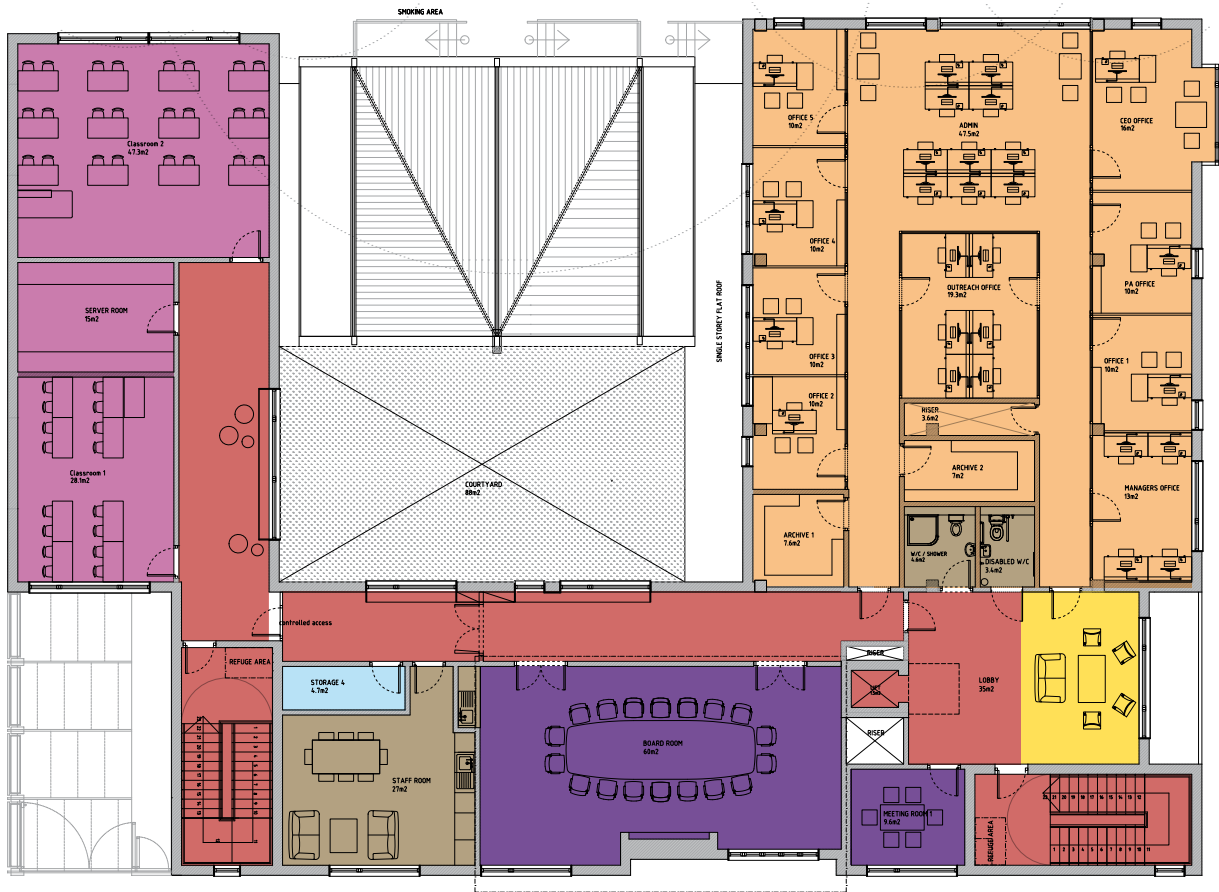 SMOKING AREA
Classroom 2
47.3m2
OFFICE 5
10m2
ADMIN
47.5m2
CEO OFFICE
16m2
OFFICE 4
10m2
SERVER ROOM
15m2
SINGLE STOREY FLAT ROOF
OUTREACH OFFICE
19.3m2
PA OFFICE
10m2
OFFICE 3
10m2
OFFICE 1
10m2
OFFICE 2
10m2
RISER
3.6m2
Classroom 1
28.1m2
COURTYARD
88m2
ARCHIVE 2
7m2
MANAGERS OFFICE
13m2
ARCHIVE 1
7.6m2
W/C / SHOWER
4.6m2
DISABLED W/C
3.4m2
controlled access
RISER
REFUGE AREA
STORAGE 4
4.7m2
LOBBY
35m2
RISER
BOARD ROOM
60m2
STAFF ROOM
27m2
MEETING ROOM 1
9.6m2
REFUGE AREA